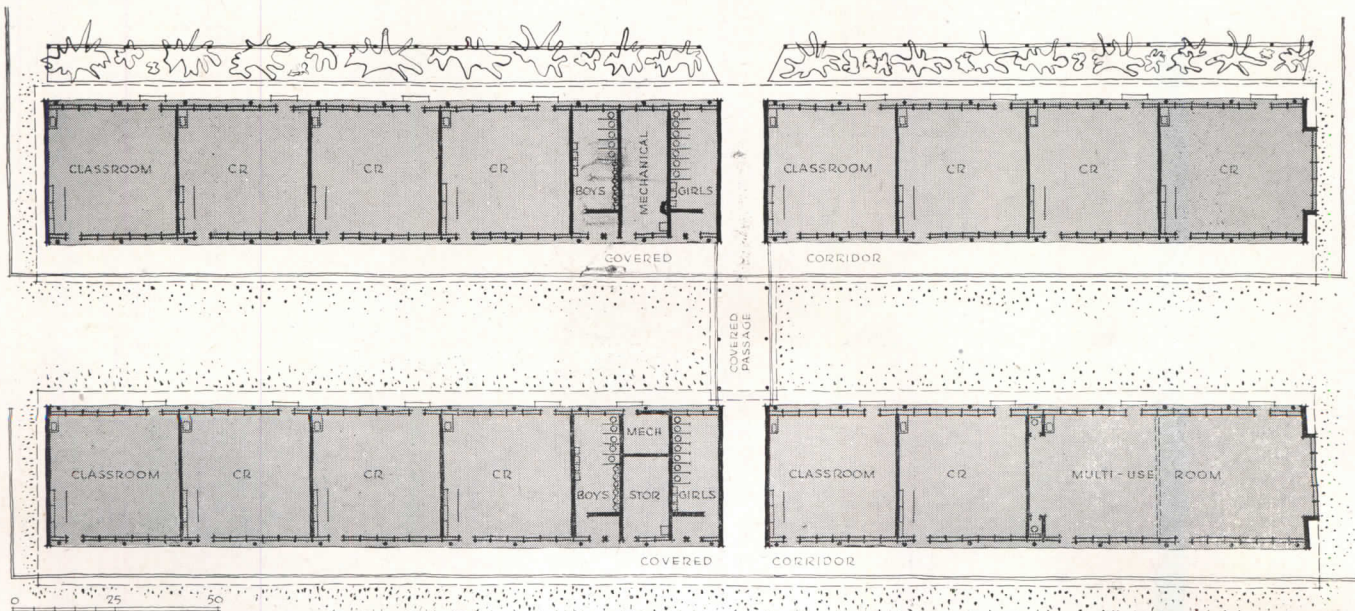 CLASSROOM CR CR CR BOYS MECHANICAL GIRLS CLASSROOM CR CR CR
COVERED CORRIDOR
COVERED
PASSAGE
CLASSROOM CR CR CR BOYS MECH STOR GIRLS CLASSROOM CR MULTI-USE ROOM
COVERED CORRIDOR
0 25 50